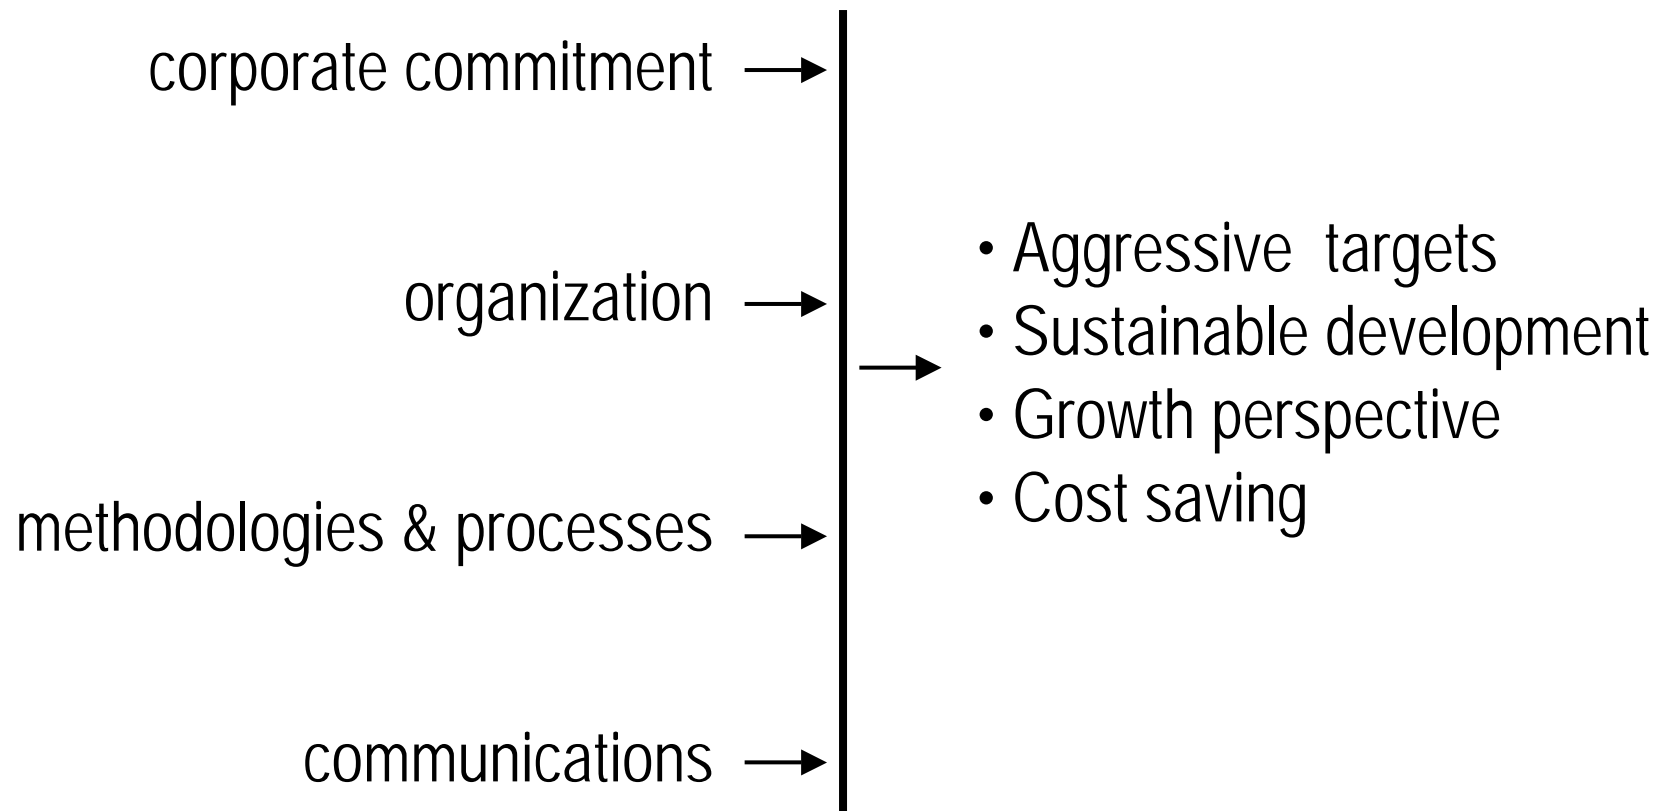 corporate commitment
organization
methodologies & processes
communications
• Aggressive  targets
• Sustainable development
• Growth perspective
• Cost saving